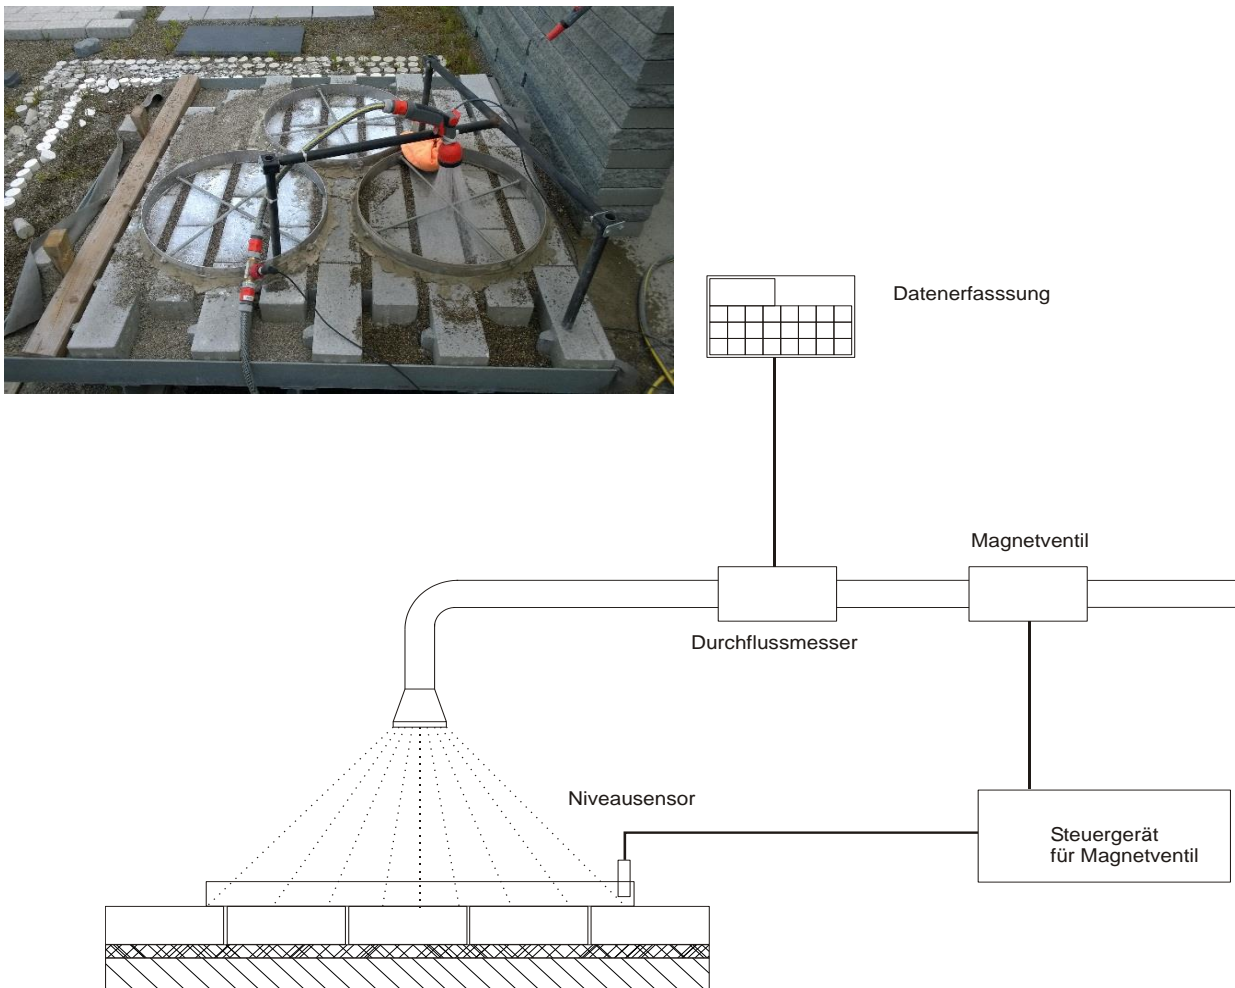 Datenerfasssung
Magnetventil
Durchflussmesser
Niveausensor
Steuergerät
für Magnetventil